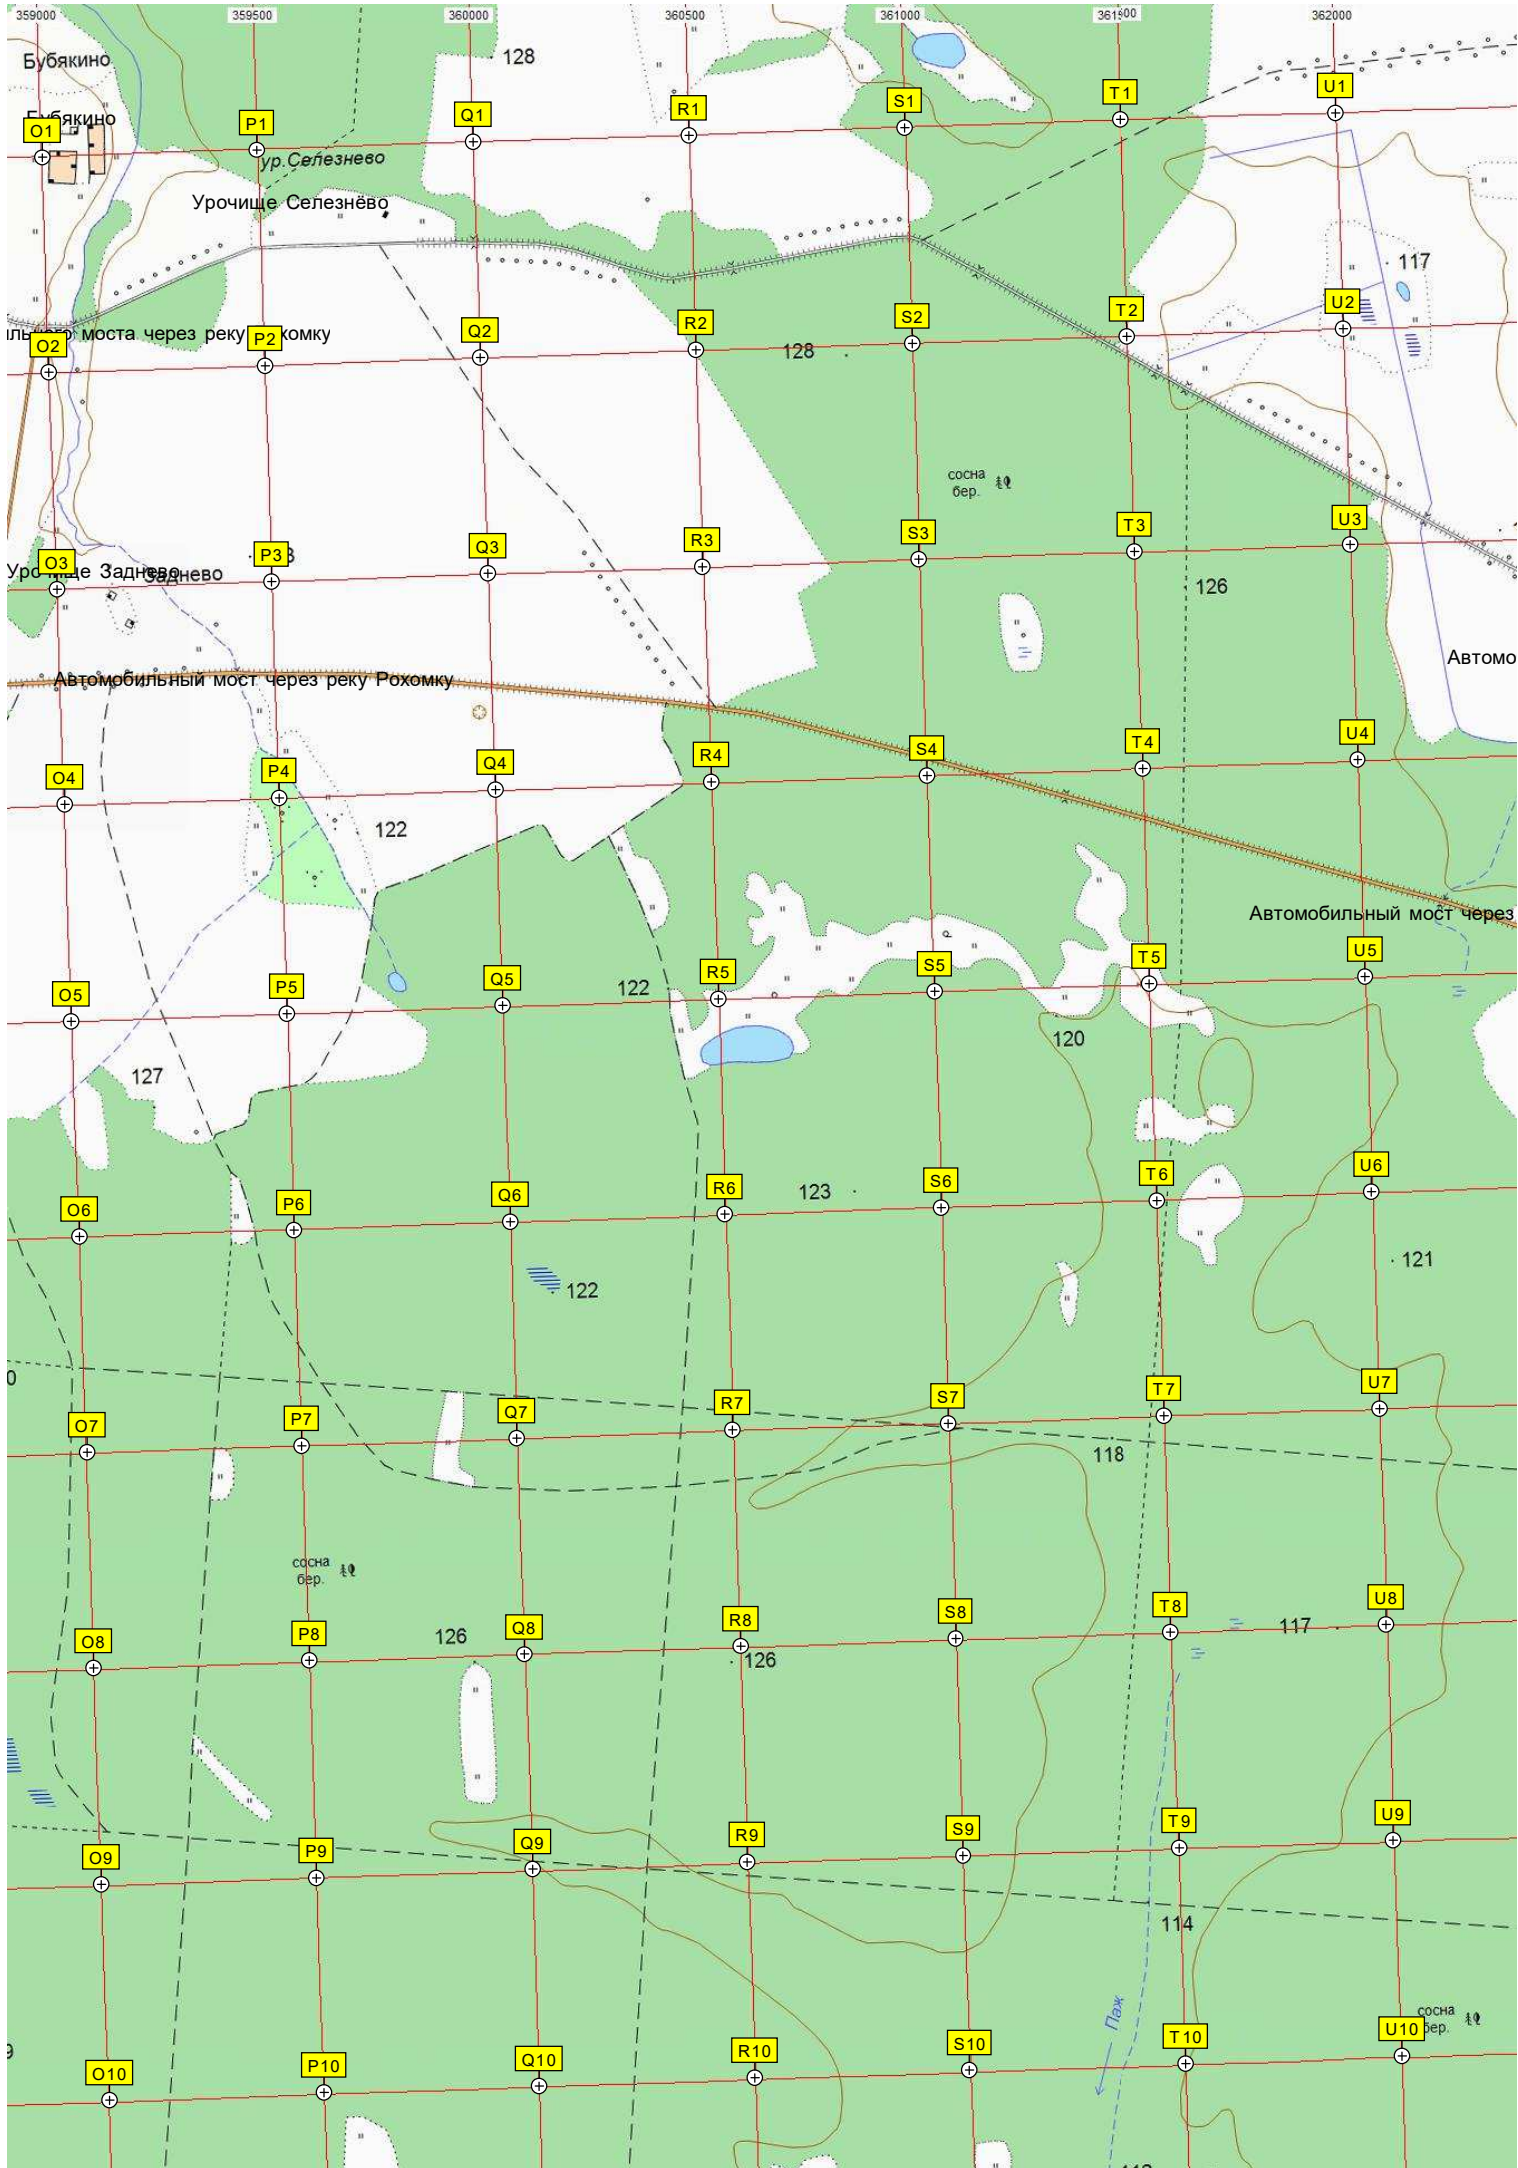 359000 359500 360000 360500 361000 361500 362000
Бубякино
128
Бубякино
O1 P1 Q1 R1 S1 T1 U1
ур.Селезнево
Урочище Селезнёво
117
моста через реку
O2 P2 Q2 R2 S2 T2 U2
128
сосна
бер.
O3 P3 Q3 R3 S3 T3 U3
Заднево
126
Автомо
Автомобильный мост через реку Рохомку
O4 P4 Q4 R4 S4 T4 U4
122
Автомобильный мост через
O5 P5 Q5 R5 S5 T5 U5
122
120
127
O6 P6 Q6 R6 S6 T6 U6
123
121
122
0
O7 P7 Q7 R7 S7 T7 U7
118
сосна
бер.
O8 P8 Q8 R8 S8 T8 U8
126
117
126
O9 P9 Q9 R9 S9 T9 U9
114
Паж
сосна
бер.
9
O10 P10 Q10 R10 S10 T10 U10